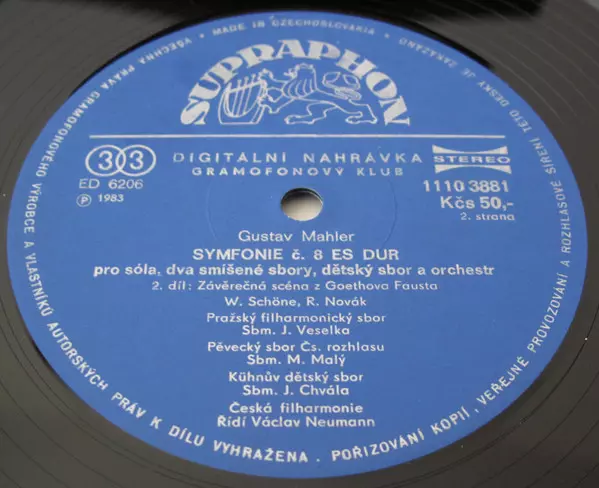 SUPRAPHON
33
DIGITÁLNÍ NAHRÁVKA
STEREO
GRAMOFONOVÝ KLUB
ED 6206
1110 3881
Ⓟ 1983
Kčs 50,-
2. strana
Gustav Mahler
SYMFONIE č. 8 ES DUR
pro sóla, dva smíšené sbory, dětský sbor a orchestr
2. díl: Závěrečná scéna z Goethova Fausta
W. Schöne, R. Novák
Pražský filharmonický sbor
Sbm. J. Veselka
Pěvecký sbor Čs. rozhlasu
Sbm. M. Malý
Kühnův dětský sbor
Sbm. J. Chvála
Česká filharmonie
Řídí Václav Neumann
MADE IN CZECHOSLOVAKIA • VŠECHNA PRÁVA GRAMOFONOVÉHO VÝROBCE A VLASTNÍKŮ AUTORSKÝCH PRÁV K DÍLU VYHRAŽENA. POŘIZOVÁNÍ KOPIÍ, VEŘEJNÉ PROVOZOVÁNÍ A ROZHLASOVÉ ŠÍŘENÍ TÉTO DESKY JE ZAKÁZÁNO •